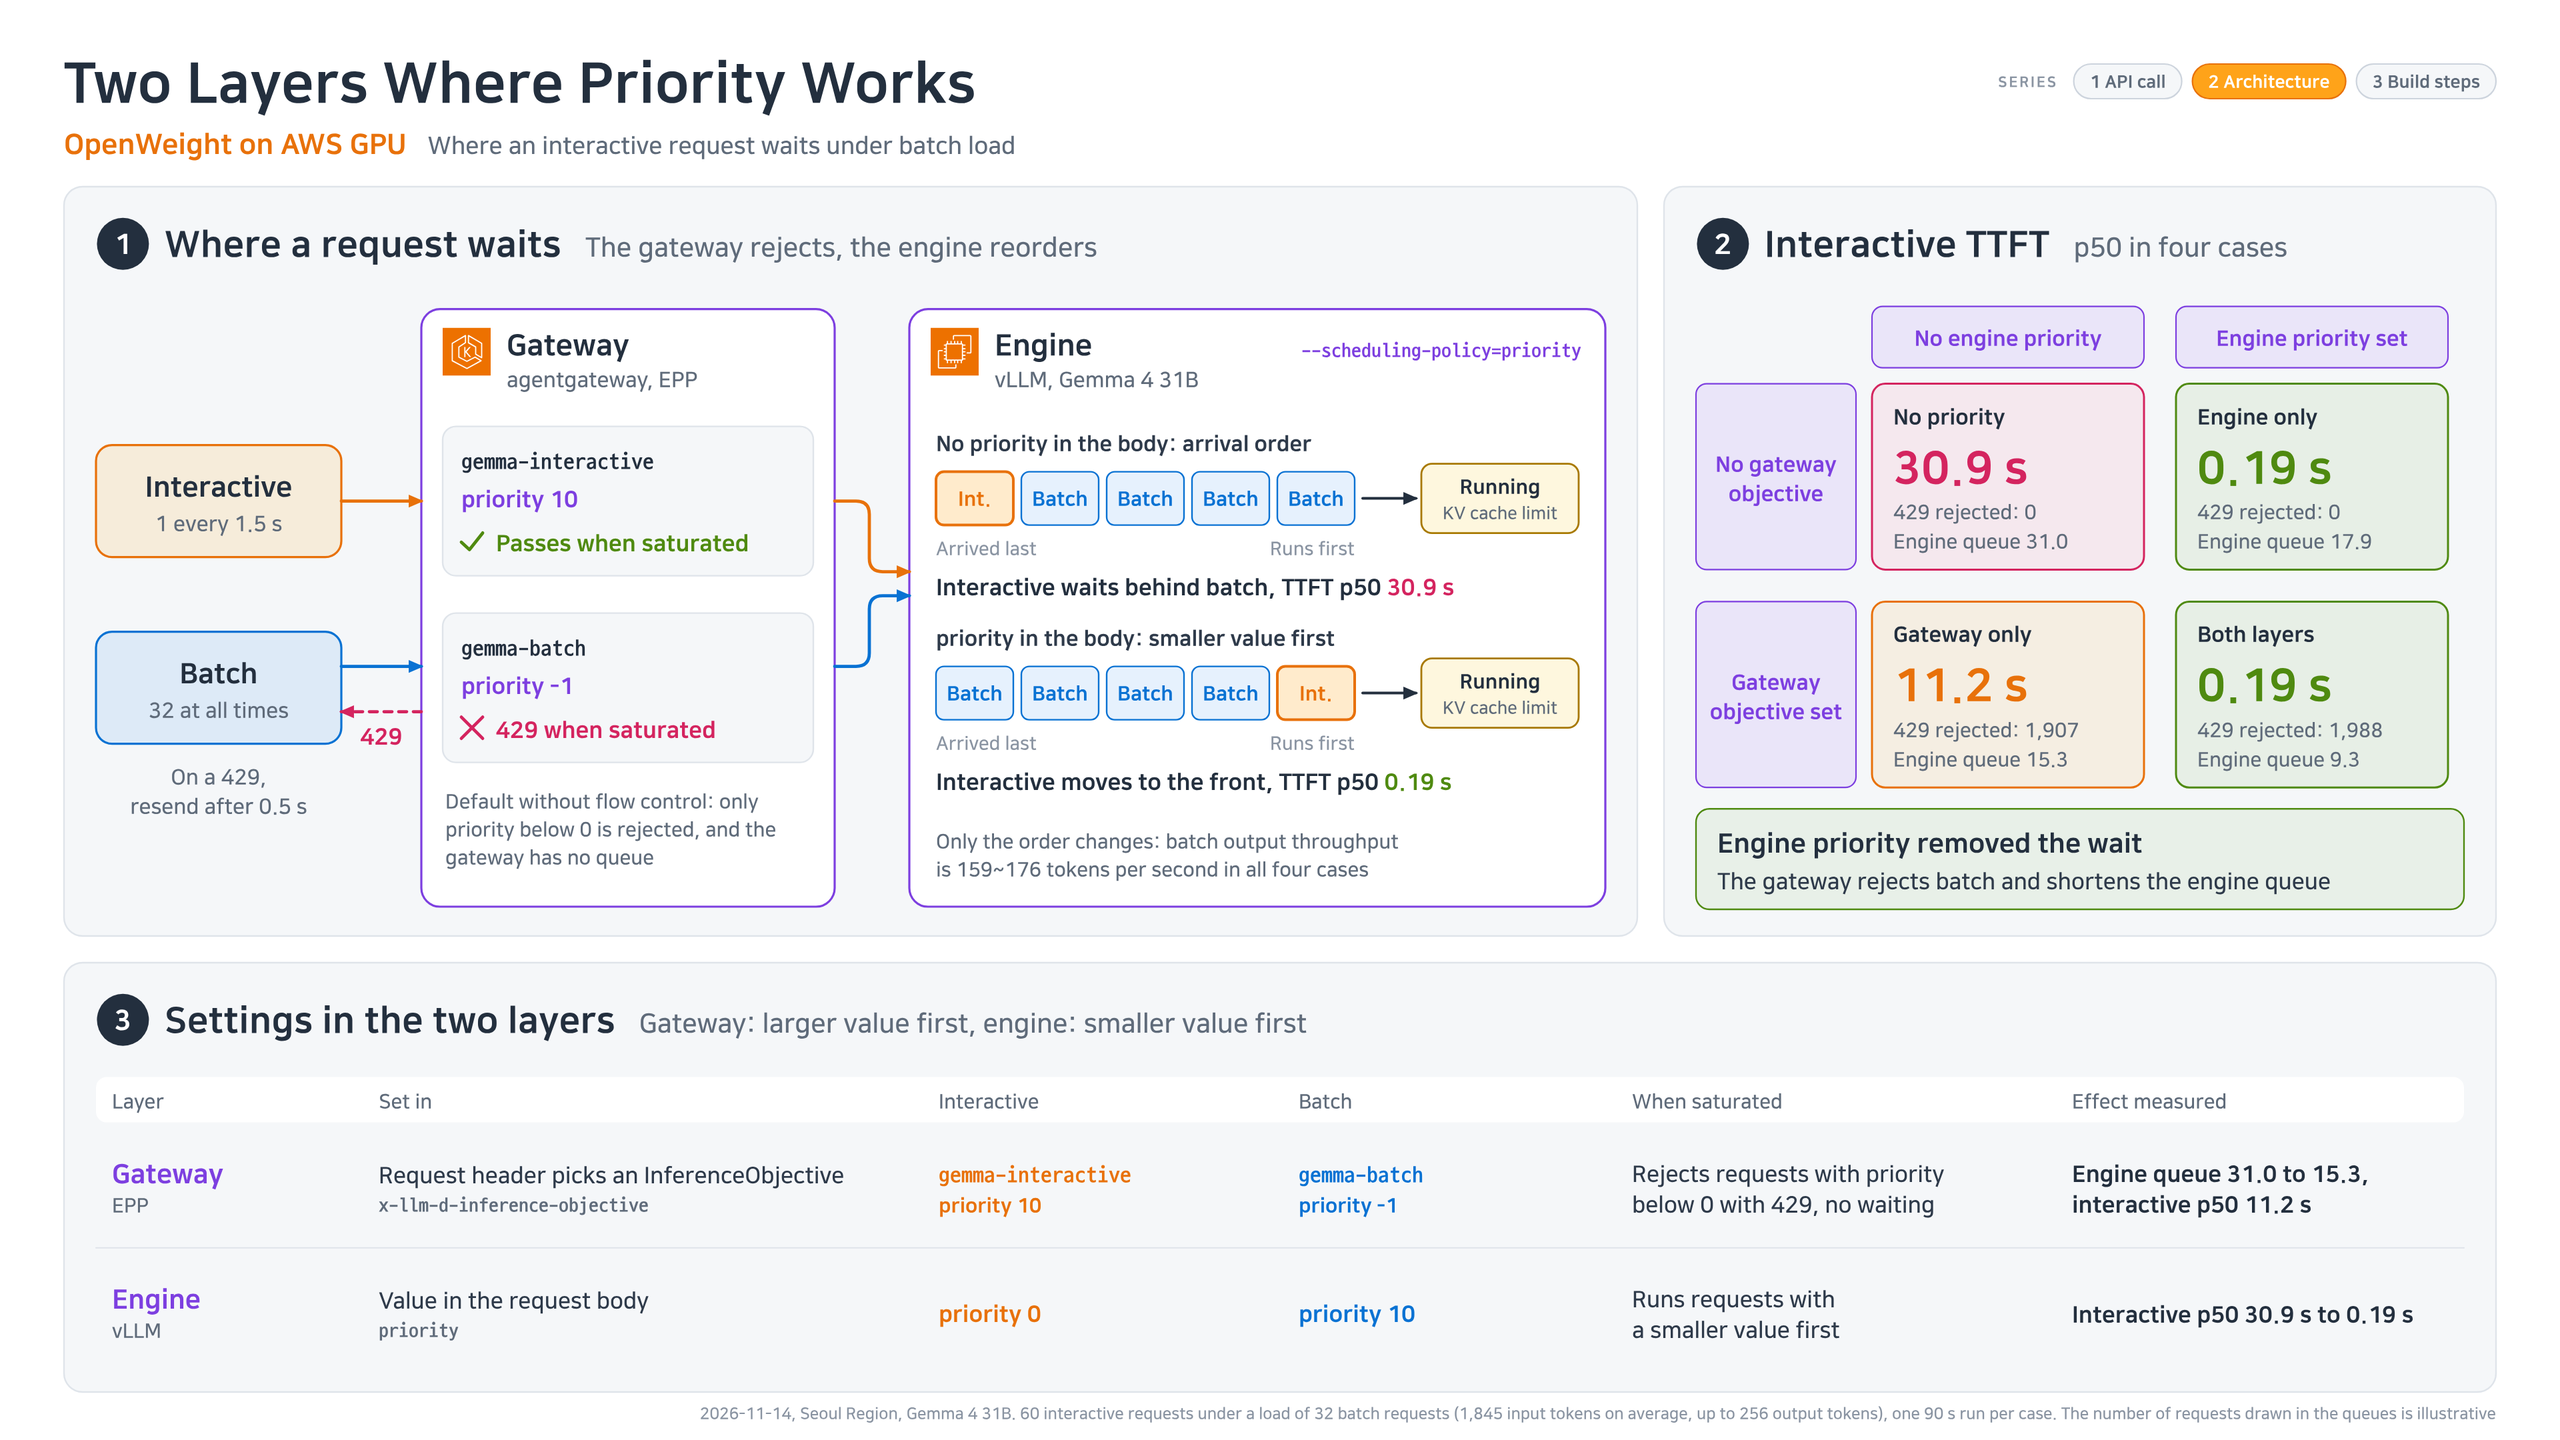 Two Layers Where Priority Works
SERIES
1 API call
2 Architecture
3 Build steps
OpenWeight on AWS GPU
Where an interactive request waits under batch load
1
Where a request waits
The gateway rejects, the engine reorders
Interactive
1 every 1.5 s
Batch
32 at all times
429
On a 429,
resend after 0.5 s
K
Gateway
agentgateway, EPP
gemma-interactive
priority 10
Passes when saturated
gemma-batch
priority -1
429 when saturated
Default without flow control: only
priority below 0 is rejected, and the
gateway has no queue
Engine
vLLM, Gemma 4 31B
--scheduling-policy=priority
No priority in the body: arrival order
Int.
Batch
Batch
Batch
Batch
Running
KV cache limit
Arrived last
Runs first
Interactive waits behind batch, TTFT p50 30.9 s
priority in the body: smaller value first
Batch
Batch
Batch
Batch
Int.
Running
KV cache limit
Arrived last
Runs first
Interactive moves to the front, TTFT p50 0.19 s
Only the order changes: batch output throughput
is 159~176 tokens per second in all four cases
2
Interactive TTFT
p50 in four cases
No engine priority
Engine priority set
No gateway
objective
No priority
30.9 s
429 rejected: 0
Engine queue 31.0
Engine only
0.19 s
429 rejected: 0
Engine queue 17.9
Gateway
objective set
Gateway only
11.2 s
429 rejected: 1,907
Engine queue 15.3
Both layers
0.19 s
429 rejected: 1,988
Engine queue 9.3
Engine priority removed the wait
The gateway rejects batch and shortens the engine queue
3
Settings in the two layers
Gateway: larger value first, engine: smaller value first
Layer
Set in
Interactive
Batch
When saturated
Effect measured
Gateway
EPP
Request header picks an InferenceObjective
x-llm-d-inference-objective
gemma-interactive
priority 10
gemma-batch
priority -1
Rejects requests with priority
below 0 with 429, no waiting
Engine queue 31.0 to 15.3,
interactive p50 11.2 s
Engine
vLLM
Value in the request body
priority
priority 0
priority 10
Runs requests with
a smaller value first
Interactive p50 30.9 s to 0.19 s
2026-11-14, Seoul Region, Gemma 4 31B. 60 interactive requests under a load of 32 batch requests (1,845 input tokens on average, up to 256 output tokens), one 90 s run per case. The number of requests drawn in the queues is illustrative